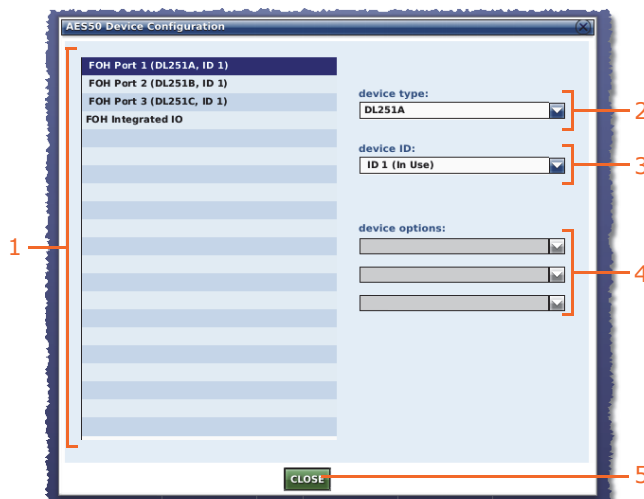 AES50 Device Configuration
FOH Port 1 (DL251A, ID 1)
FOH Port 2 (DL251B, ID 1)
FOH Port 3 (DL251C, ID 1)
FOH Integrated IO
device type:
DL251A
2
device ID:
ID 1 (In Use)
3
device options:
1
4
CLOSE
5